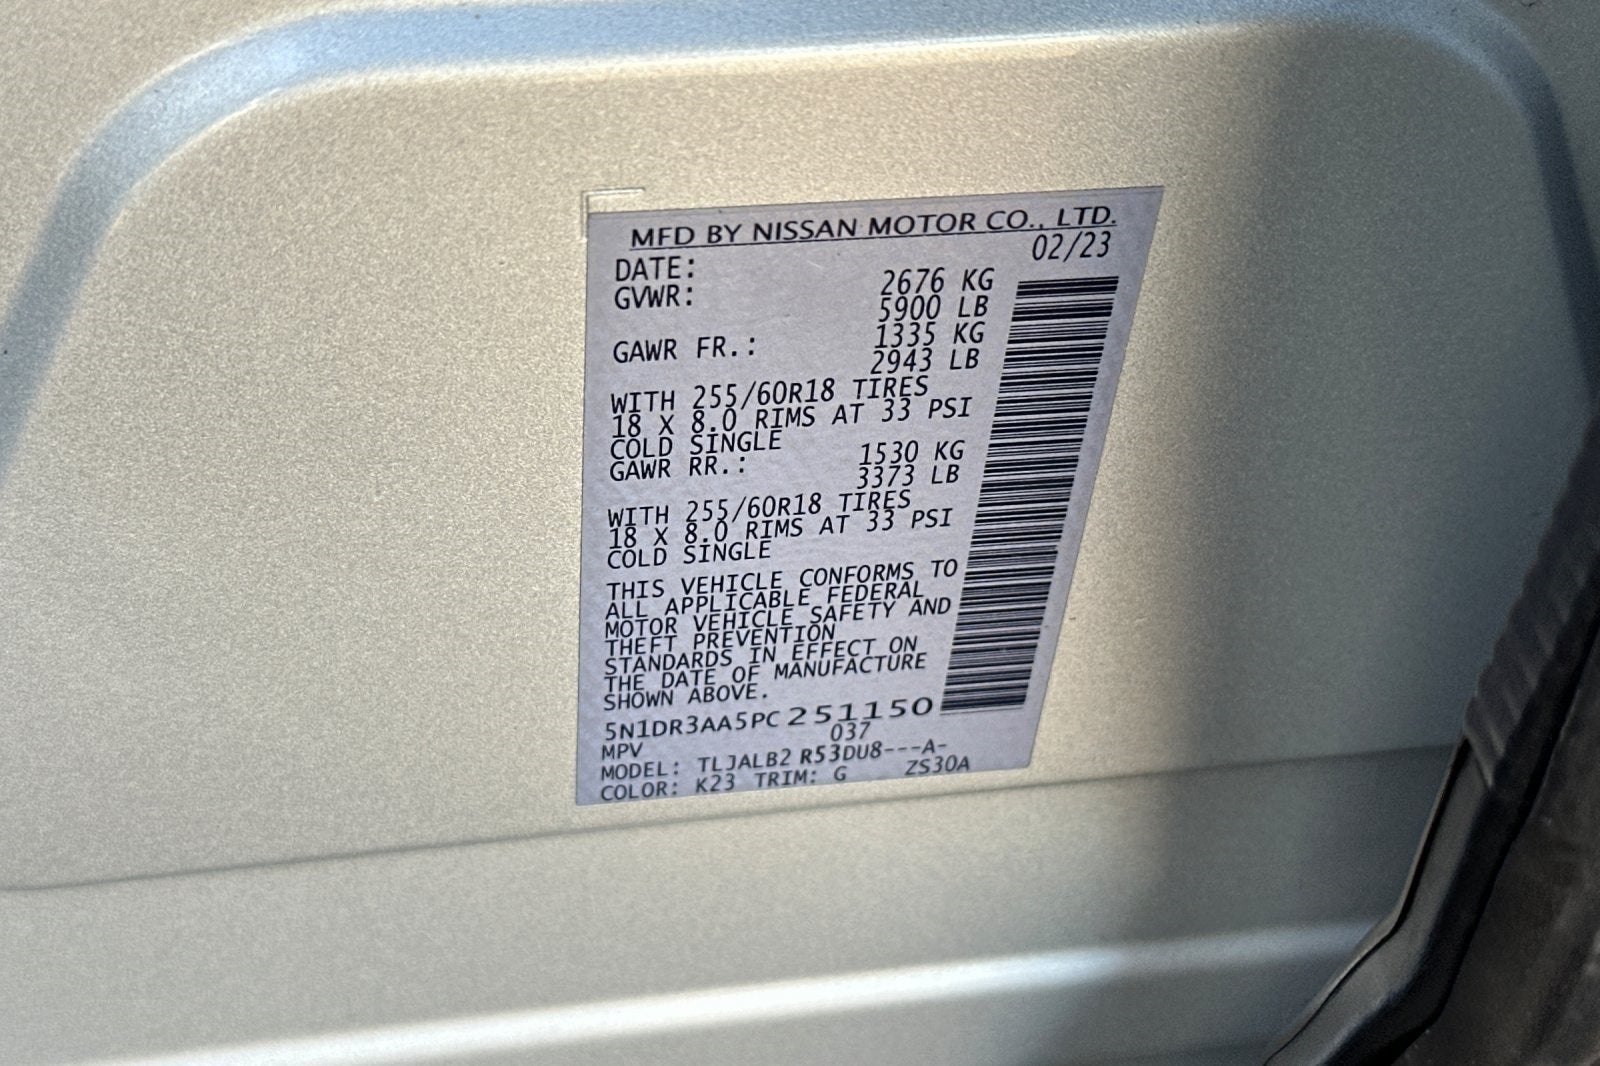 MFD BY NISSAN MOTOR CO., LTD.
DATE: 02/23
GVWR: 2676 KG
5900 LB
GAWR FR.: 1335 KG
2943 LB
WITH 255/60R18 TIRES
18 X 8.0 RIMS AT 33 PSI
COLD SINGLE
GAWR RR.: 1530 KG
3373 LB
WITH 255/60R18 TIRES
18 X 8.0 RIMS AT 33 PSI
COLD SINGLE
THIS VEHICLE CONFORMS TO
ALL APPLICABLE FEDERAL
MOTOR VEHICLE SAFETY AND
THEFT PREVENTION
STANDARDS IN EFFECT ON
THE DATE OF MANUFACTURE
SHOWN ABOVE.
5N1DR3AA5PC251150
MPV 037
MODEL: TLJALB2 R53DU8---A-
COLOR: K23 TRIM: G ZS30A